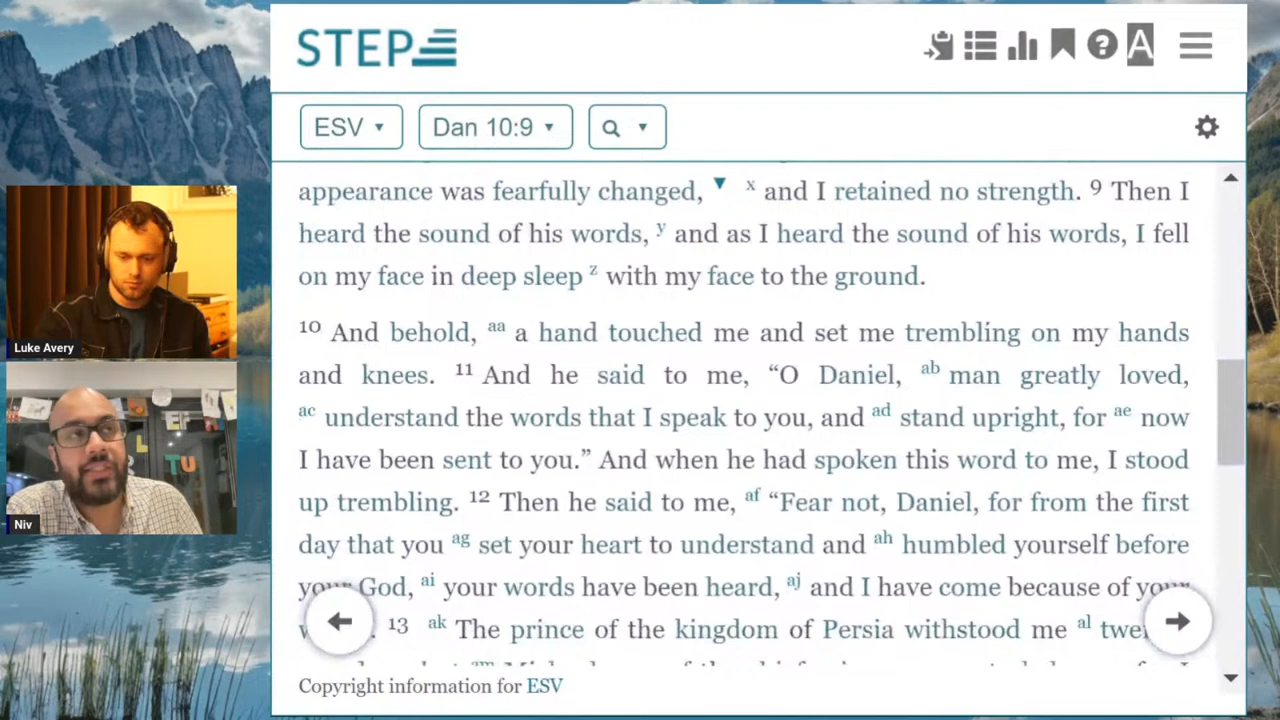 STEP
A
ESV
Dan 10:9
appearance was fearfully changed, x and I retained no strength. 9 Then I
heard the sound of his words, y and as I heard the sound of his words, I fell
on my face in deep sleep z with my face to the ground.
10 And behold, aa a hand touched me and set me trembling on my hands
and knees. 11 And he said to me, “O Daniel, ab man greatly loved,
ac understand the words that I speak to you, and ad stand upright, for ae now
I have been sent to you.” And when he had spoken this word to me, I stood
up trembling. 12 Then he said to me, af “Fear not, Daniel, for from the first
day that you ag set your heart to understand and ah humbled yourself before
your God, ai your words have been heard, aj and I have come because of your
13 ak The prince of the kingdom of Persia withstood me al
Copyright information for ESV
Luke Avery
Niv